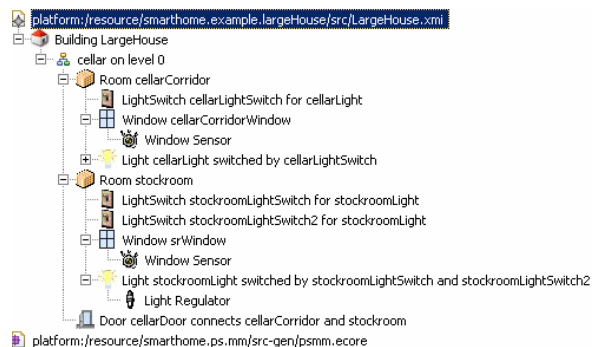 platform:/resource/smarthome.example.largeHouse/src/LargeHouse.xmi
Building LargeHouse
cellar on level 0
Room cellarCorridor
LightSwitch cellarLightSwitch for cellarLight
Window cellarCorridorWindow
Window Sensor
Light cellarLight switched by cellarLightSwitch
Room stockroom
LightSwitch stockroomLightSwitch for stockroomLight
LightSwitch stockroomLightSwitch2 for stockroomLight
Window srWindow
Window Sensor
Light stockroomLight switched by stockroomLightSwitch and stockroomLightSwitch2
Light Regulator
Door cellarDoor connects cellarCorridor and stockroom
platform:/resource/smarthome.ps.mm/src-gen/psmm.ecore